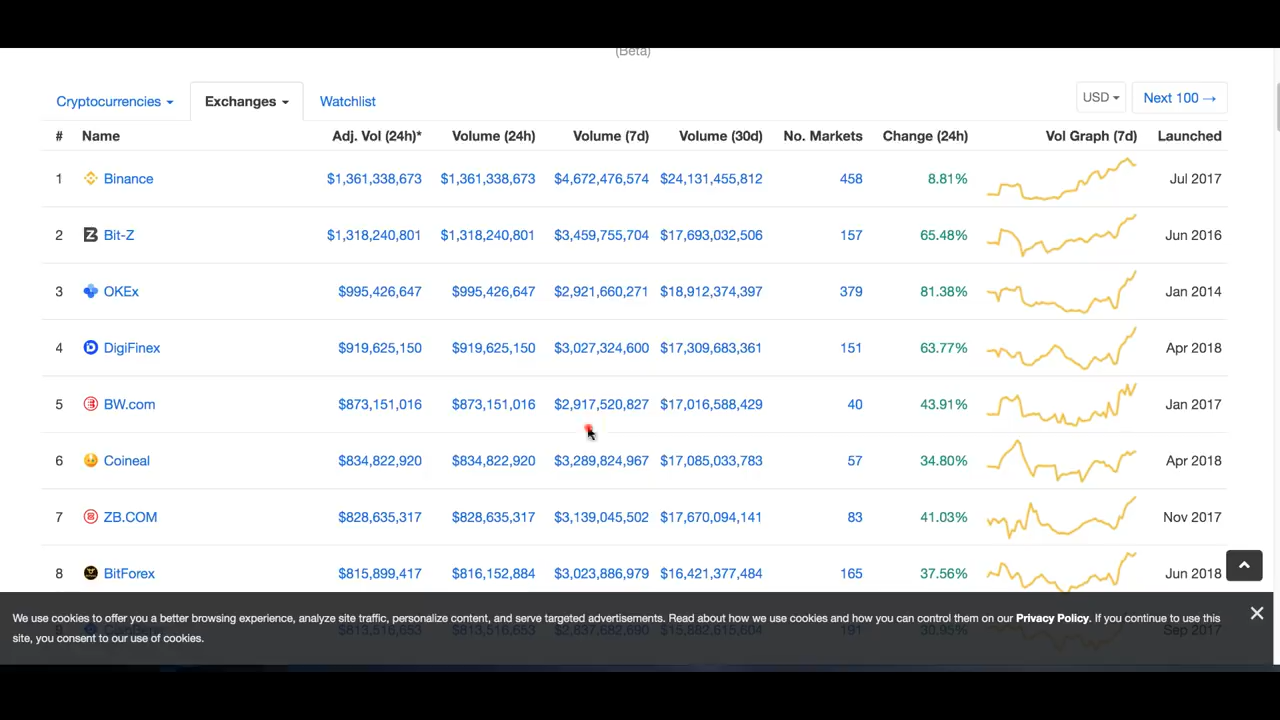 (Beta)
Cryptocurrencies Exchanges Watchlist USD Next 100 →
# Name Adj. Vol (24h)* Volume (24h) Volume (7d) Volume (30d) No. Markets Change (24h) Vol Graph (7d) Launched
1 Binance $1,361,338,673 $1,361,338,673 $4,672,476,574 $24,131,455,812 458 8.81% Jul 2017
2 Bit-Z $1,318,240,801 $1,318,240,801 $3,459,755,704 $17,693,032,506 157 65.48% Jun 2016
3 OKEx $995,426,647 $995,426,647 $2,921,660,271 $18,912,374,397 379 81.38% Jan 2014
4 DigiFinex $919,625,150 $919,625,150 $3,027,324,600 $17,309,683,361 151 63.77% Apr 2018
5 BW.com $873,151,016 $873,151,016 $2,917,520,827 $17,016,588,429 40 43.91% Jan 2017
6 Coineal $834,822,920 $834,822,920 $3,289,824,967 $17,085,033,783 57 34.80% Apr 2018
7 ZB.COM $828,635,317 $828,635,317 $3,139,045,502 $17,670,094,141 83 41.03% Nov 2017
8 BitForex $815,899,417 $816,152,884 $3,023,886,979 $16,421,377,484 165 37.56% Jun 2018
We use cookies to offer you a better browsing experience, analyze site traffic, personalize content, and serve targeted advertisements. Read about how we use cookies and how you can control them on our Privacy Policy. If you continue to use this
site, you consent to our use of cookies.